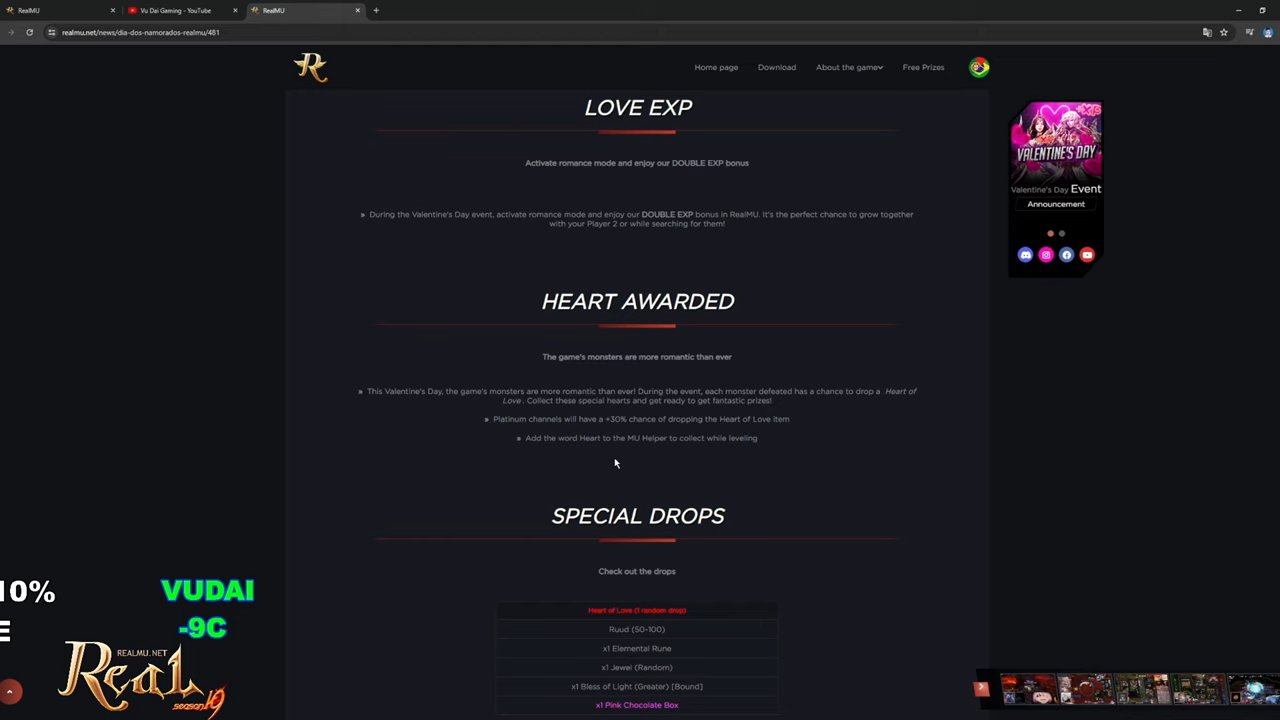 RealMU
Vu Dai Gaming - YouTube
RealMU
realmu.net/news/dia-dos-namorados-realmu/481
Home page
Download
About the game
Free Prizes
LOVE EXP
Activate romance mode and enjoy our DOUBLE EXP bonus
» During the Valentine's Day event, activate romance mode and enjoy our DOUBLE EXP bonus in RealMU. It's the perfect chance to grow together
with your Player 2 or while searching for them!
VALENTINE'S DAY
Valentine's Day Event
Announcement
HEART AWARDED
The game's monsters are more romantic than ever
» This Valentine's Day, the game's monsters are more romantic than ever! During the event, each monster defeated has a chance to drop a Heart of
Love . Collect these special hearts and get ready to get fantastic prizes!
» Platinum channels will have a +30% chance of dropping the Heart of Love item
» Add the word Heart to the MU Helper to collect while leveling
SPECIAL DROPS
Check out the drops
Heart of Love (1 random drop)
Ruud (50-100)
x1 Elemental Rune
x1 Jewel (Random)
x1 Bless of Light (Greater) [Bound]
x1 Pink Chocolate Box
10%
E
VUDAI
-9C
REALMU.NET
Real
season 19